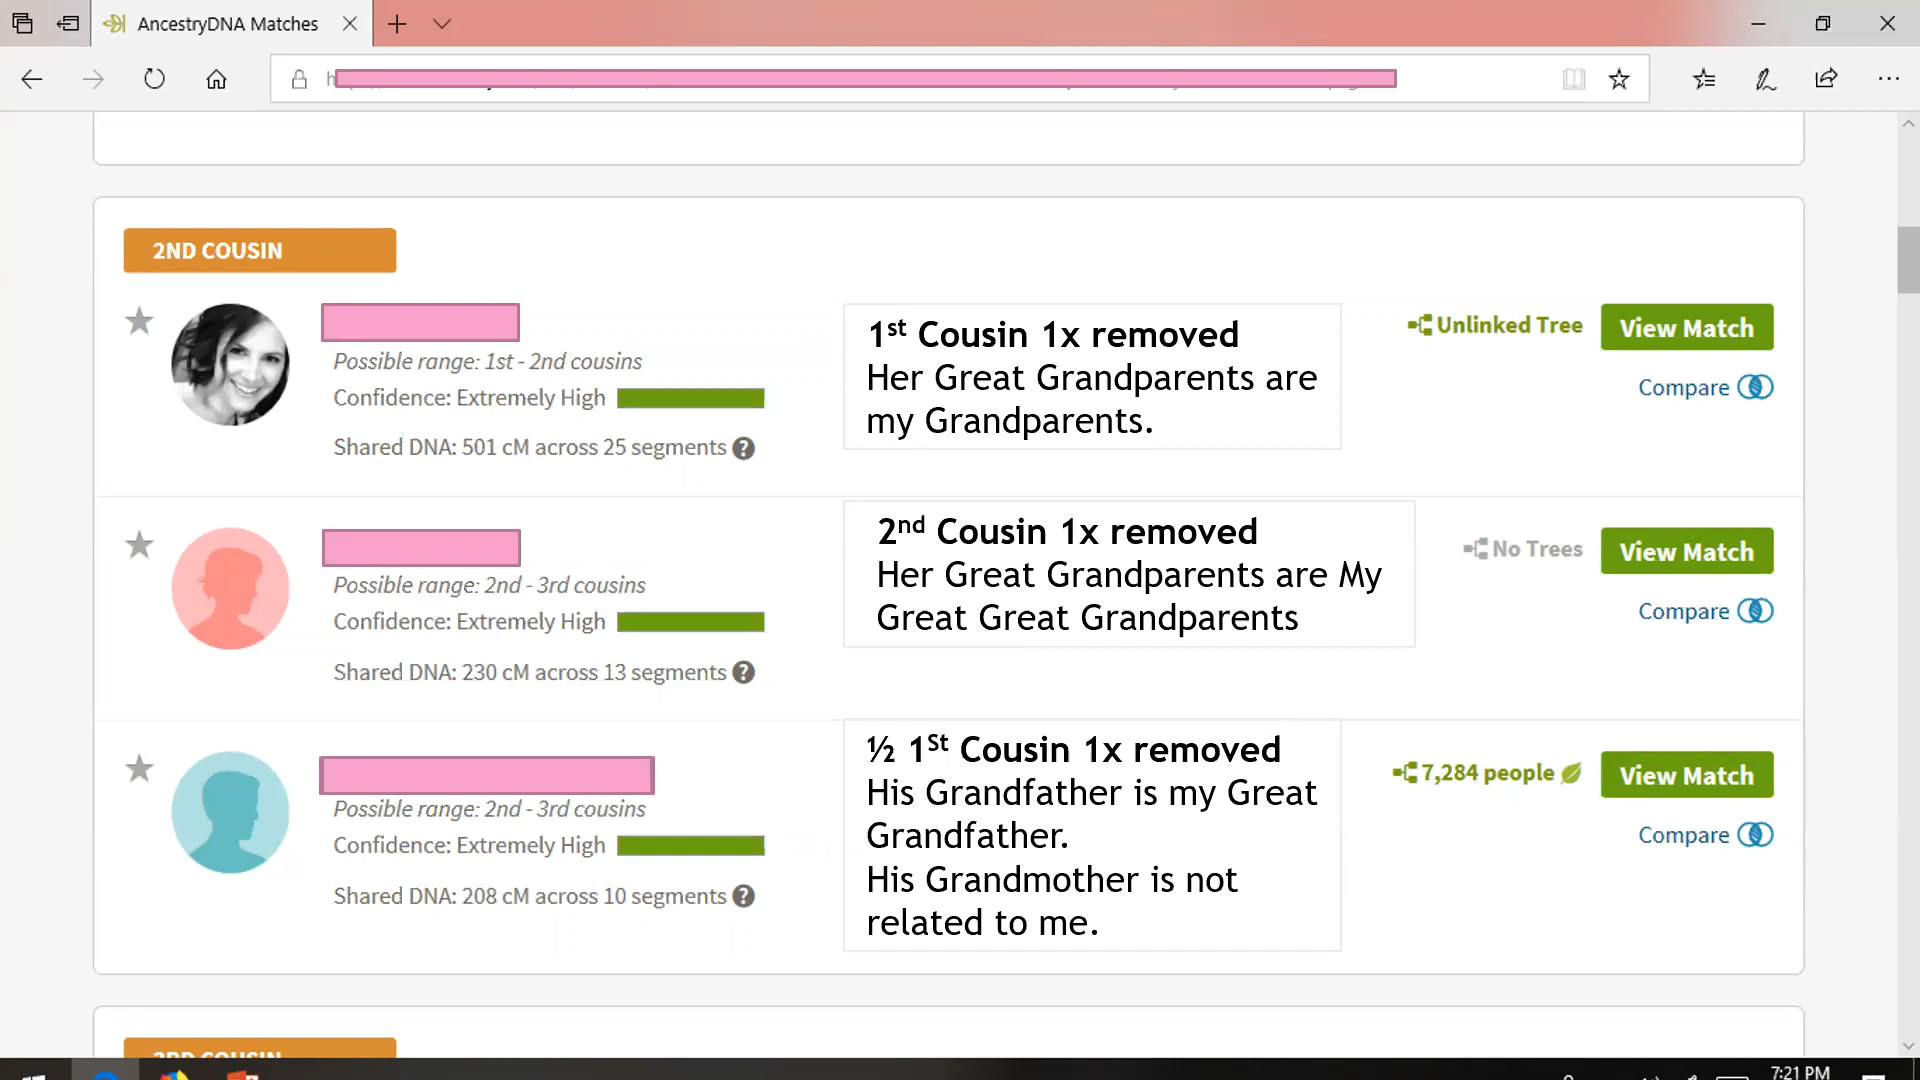 AncestryDNA Matches
2ND COUSIN
Possible range: 1st - 2nd cousins
Confidence: Extremely High
Shared DNA: 501 cM across 25 segments ?
1st Cousin 1x removed
Her Great Grandparents are
my Grandparents.
Unlinked Tree
View Match
Compare
Possible range: 2nd - 3rd cousins
Confidence: Extremely High
Shared DNA: 230 cM across 13 segments ?
2nd Cousin 1x removed
Her Great Grandparents are My
Great Great Grandparents
No Trees
View Match
Compare
Possible range: 2nd - 3rd cousins
Confidence: Extremely High
Shared DNA: 208 cM across 10 segments ?
½ 1St Cousin 1x removed
His Grandfather is my Great
Grandfather.
His Grandmother is not
related to me.
7,284 people
View Match
Compare
3RD COUSIN
7:21 PM